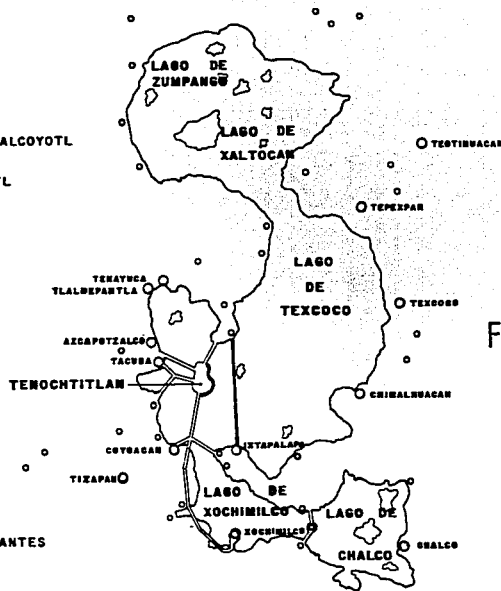 LAGO DE
ZUMPANGO
LAGO DE
XALTOCAN
ALCOYOTL
TL
TEOTIHUACAN
TEPEXPAN
LAGO
DE
TEXCOCO
TENAYUCA
TLALNEPANTLA
TEXCOCO
F
AZCAPOTZALCO
TACUBA
TENOCHTITLAN
CHIMALHUACAN
COYOACAN
IXTAPALAPA
TIZAPAN
LAGO DE
XOCHIMILCO
LAGO DE
CHALCO
XOCHIMILCO
CHALCO
ANTES